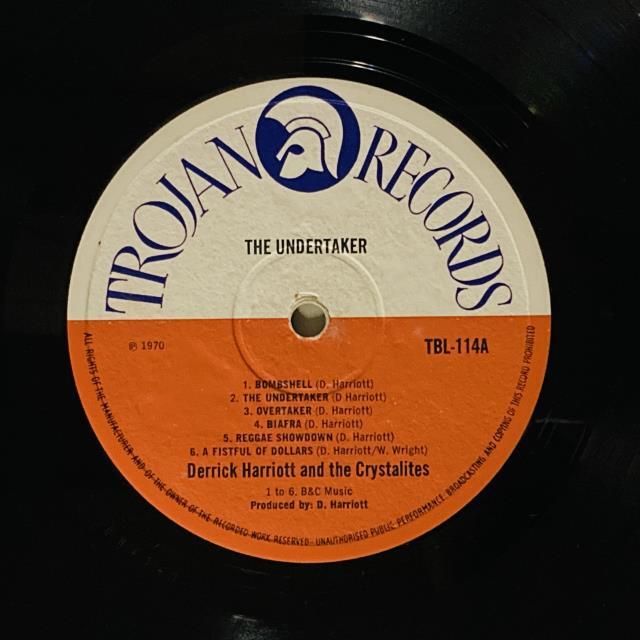 TROJAN RECORDS
THE UNDERTAKER
℗ 1970
TBL-114A
1. BOMBSHELL (D. Harriott)
2. THE UNDERTAKER (D Harriott)
3. OVERTAKER (D. Harriott)
4. BIAFRA (D. Harriott)
5. REGGAE SHOWDOWN (D. Harriott)
6. A FISTFUL OF DOLLARS (D. Harriott/W. Wright)
Derrick Harriott and the Crystalites
1 to 6. B&C Music
Produced by: D. Harriott
ALL RIGHTS OF THE MANUFACTURER AND OF THE OWNER OF THE RECORDED WORK RESERVED- UNAUTHORISED PUBLIC PERFORMANCE BROADCASTING AND COPYING OF THIS RECORD PROHIBITED